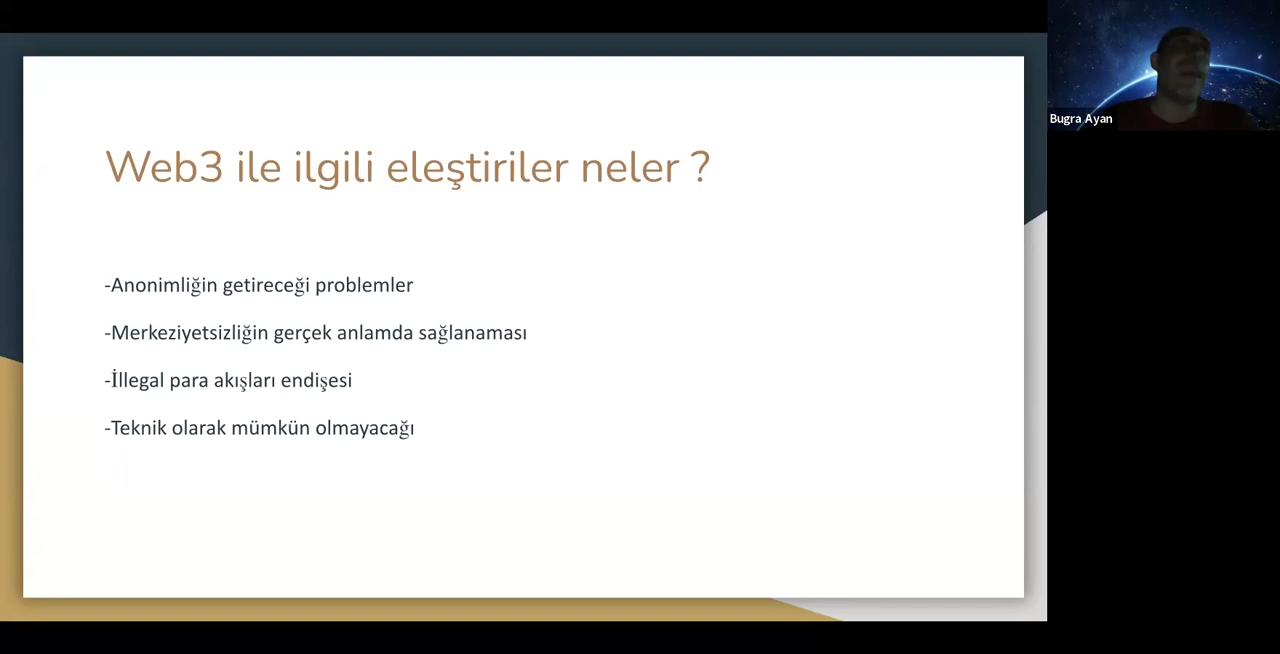 Web3 ile ilgili eleştiriler neler ?
-Anonimliğin getireceği problemler
-Merkeziyetsizliğin gerçek anlamda sağlanaması
-İllegal para akışları endişesi
-Teknik olarak mümkün olmayacağı
Bugra Ayan